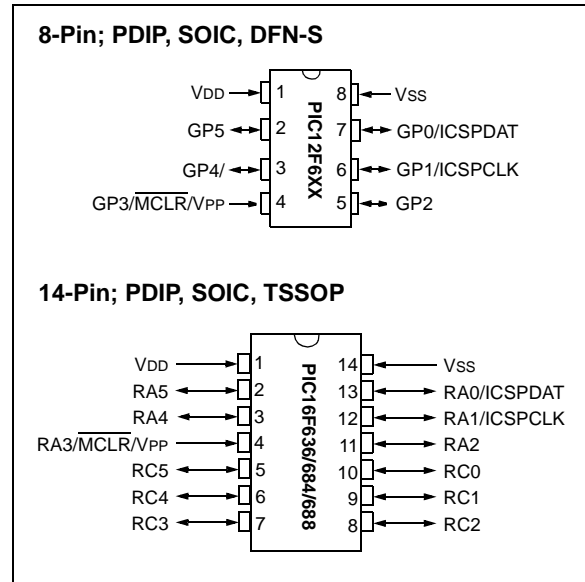 8-Pin; PDIP, SOIC, DFN-S
VDD 1 8 VSS
GP5 2 7 GP0/ICSPDAT
GP4/ 3 6 GP1/ICSPCLK
GP3/MCLR/VPP 4 5 GP2
PIC12F6XX
14-Pin; PDIP, SOIC, TSSOP
VDD 1 14 VSS
RA5 2 13 RA0/ICSPDAT
RA4 3 12 RA1/ICSPCLK
RA3/MCLR/VPP 4 11 RA2
RC5 5 10 RC0
RC4 6 9 RC1
RC3 7 8 RC2
PIC16F636/684/688